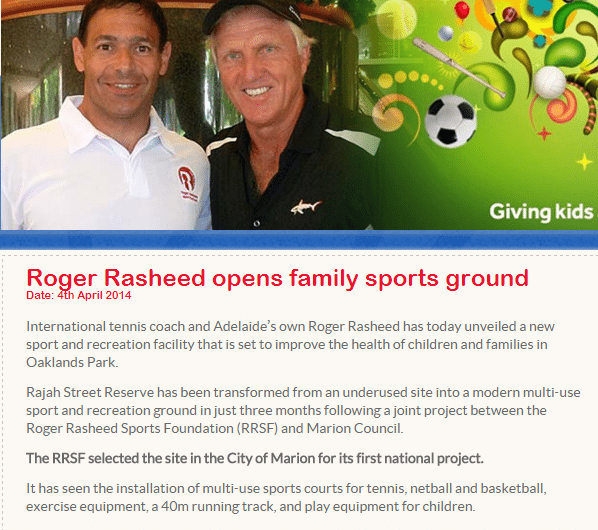 Giving kids
Roger Rasheed opens family sports ground
Date: 4th April 2014
International tennis coach and Adelaide's own Roger Rasheed has today unveiled a new
sport and recreation facility that is set to improve the health of children and families in
Oaklands Park.
Rajah Street Reserve has been transformed from an underused site into a modern multi-use
sport and recreation ground in just three months following a joint project between the
Roger Rasheed Sports Foundation (RRSF) and Marion Council.
The RRSF selected the site in the City of Marion for its first national project.
It has seen the installation of multi-use sports courts for tennis, netball and basketball,
exercise equipment, a 40m running track, and play equipment for children.